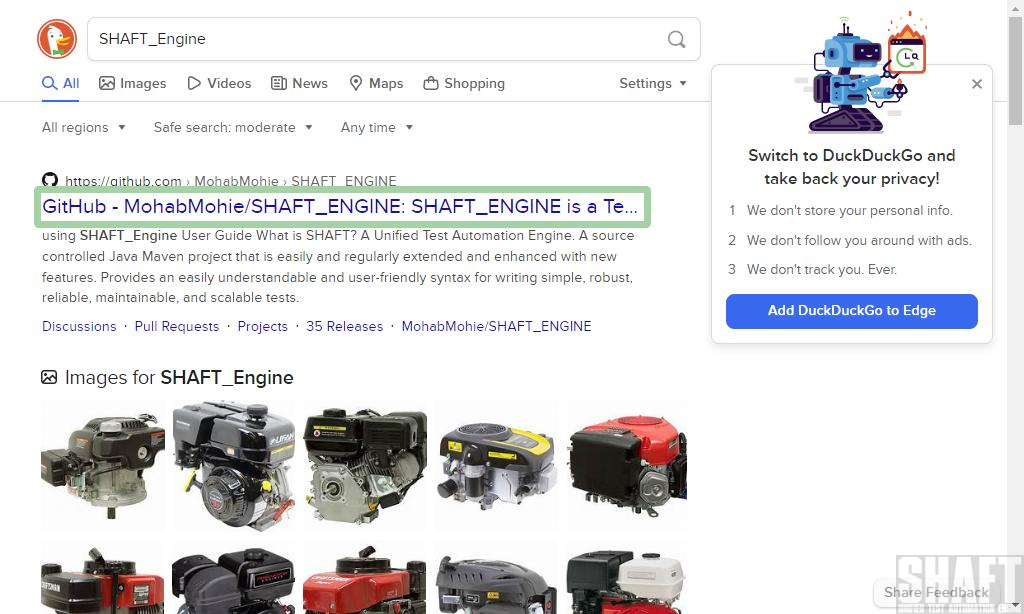 SHAFT_Engine
All Images Videos News Maps Shopping Settings
All regions Safe search: moderate Any time
https://github.com › MohabMohie › SHAFT_ENGINE
GitHub - MohabMohie/SHAFT_ENGINE: SHAFT_ENGINE is a Te...
using SHAFT_Engine User Guide What is SHAFT? A Unified Test Automation Engine. A source
controlled Java Maven project that is easily and regularly extended and enhanced with new
features. Provides an easily understandable and user-friendly syntax for writing simple, robust,
reliable, maintainable, and scalable tests.
Discussions · Pull Requests · Projects · 35 Releases · MohabMohie/SHAFT_ENGINE
Images for SHAFT_Engine
LIFAN
Switch to DuckDuckGo and
take back your privacy!
1 We don't store your personal info.
2 We don't follow you around with ads.
3 We don't track you. Ever.
Add DuckDuckGo to Edge
SHAFT
Share Feedback